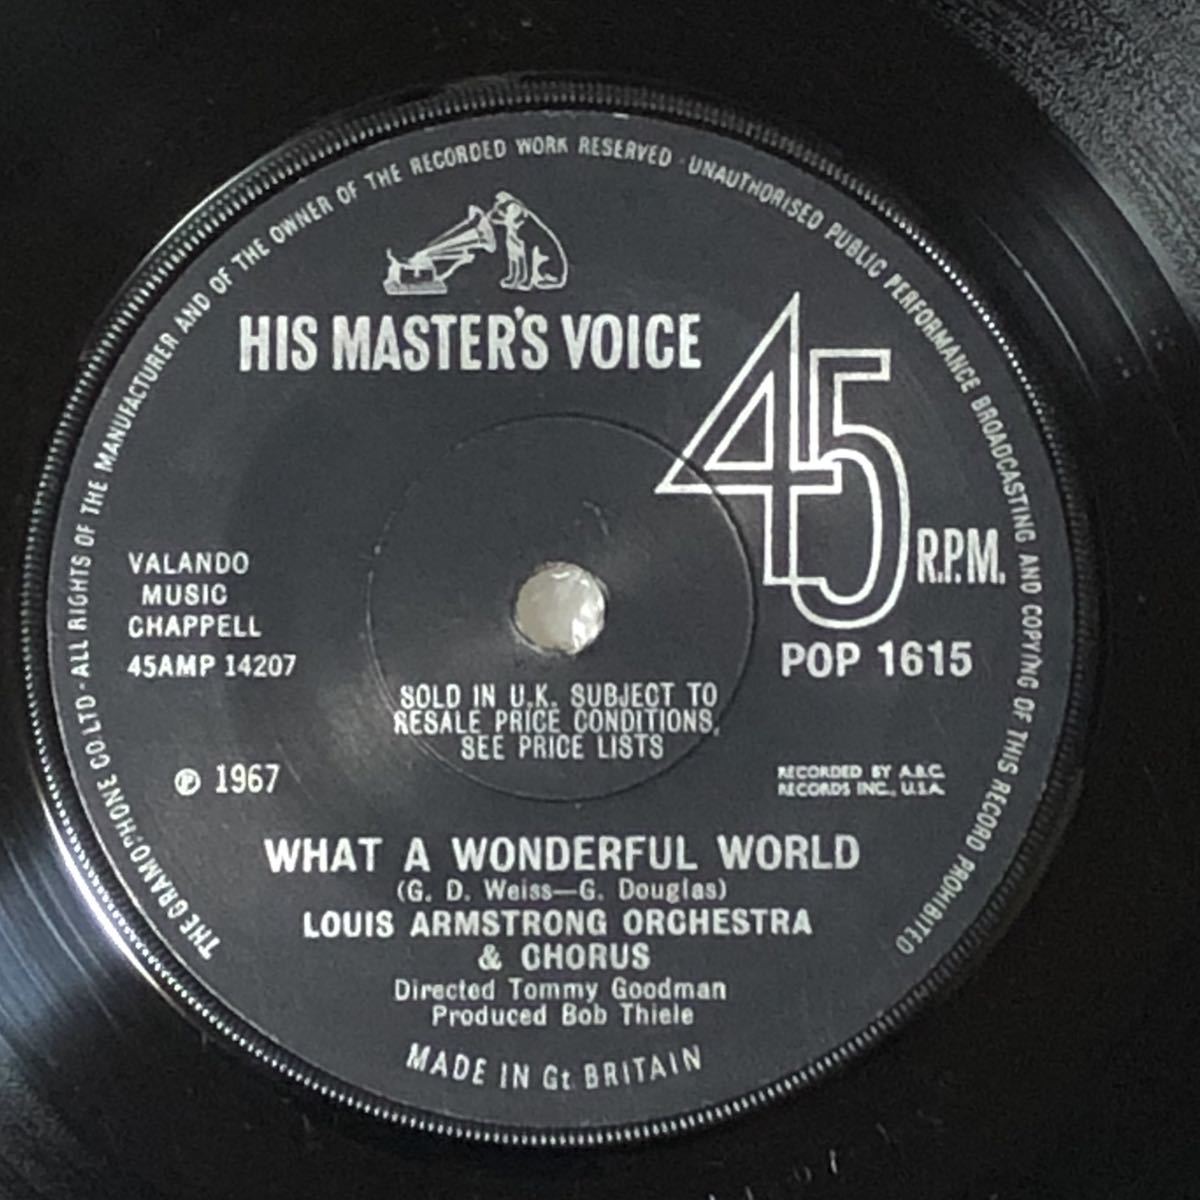 THE GRAMOPHONE CO LTD · ALL RIGHTS OF THE MANUFACTURER AND OF THE OWNER OF THE RECORDED WORK RESERVED · UNAUTHORISED PUBLIC PERFORMANCE BROADCASTING AND COPYING OF THIS RECORD PROHIBITED
HIS MASTER'S VOICE
45 R.P.M.
VALANDO
MUSIC
CHAPPELL
45AMP 14207
POP 1615
SOLD IN U.K. SUBJECT TO
RESALE PRICE CONDITIONS,
SEE PRICE LISTS
℗ 1967
RECORDED BY A.B.C.
RECORDS INC., U.S.A.
WHAT A WONDERFUL WORLD
(G. D. Weiss—G. Douglas)
LOUIS ARMSTRONG ORCHESTRA
& CHORUS
Directed Tommy Goodman
Produced Bob Thiele
MADE IN Gt BRITAIN